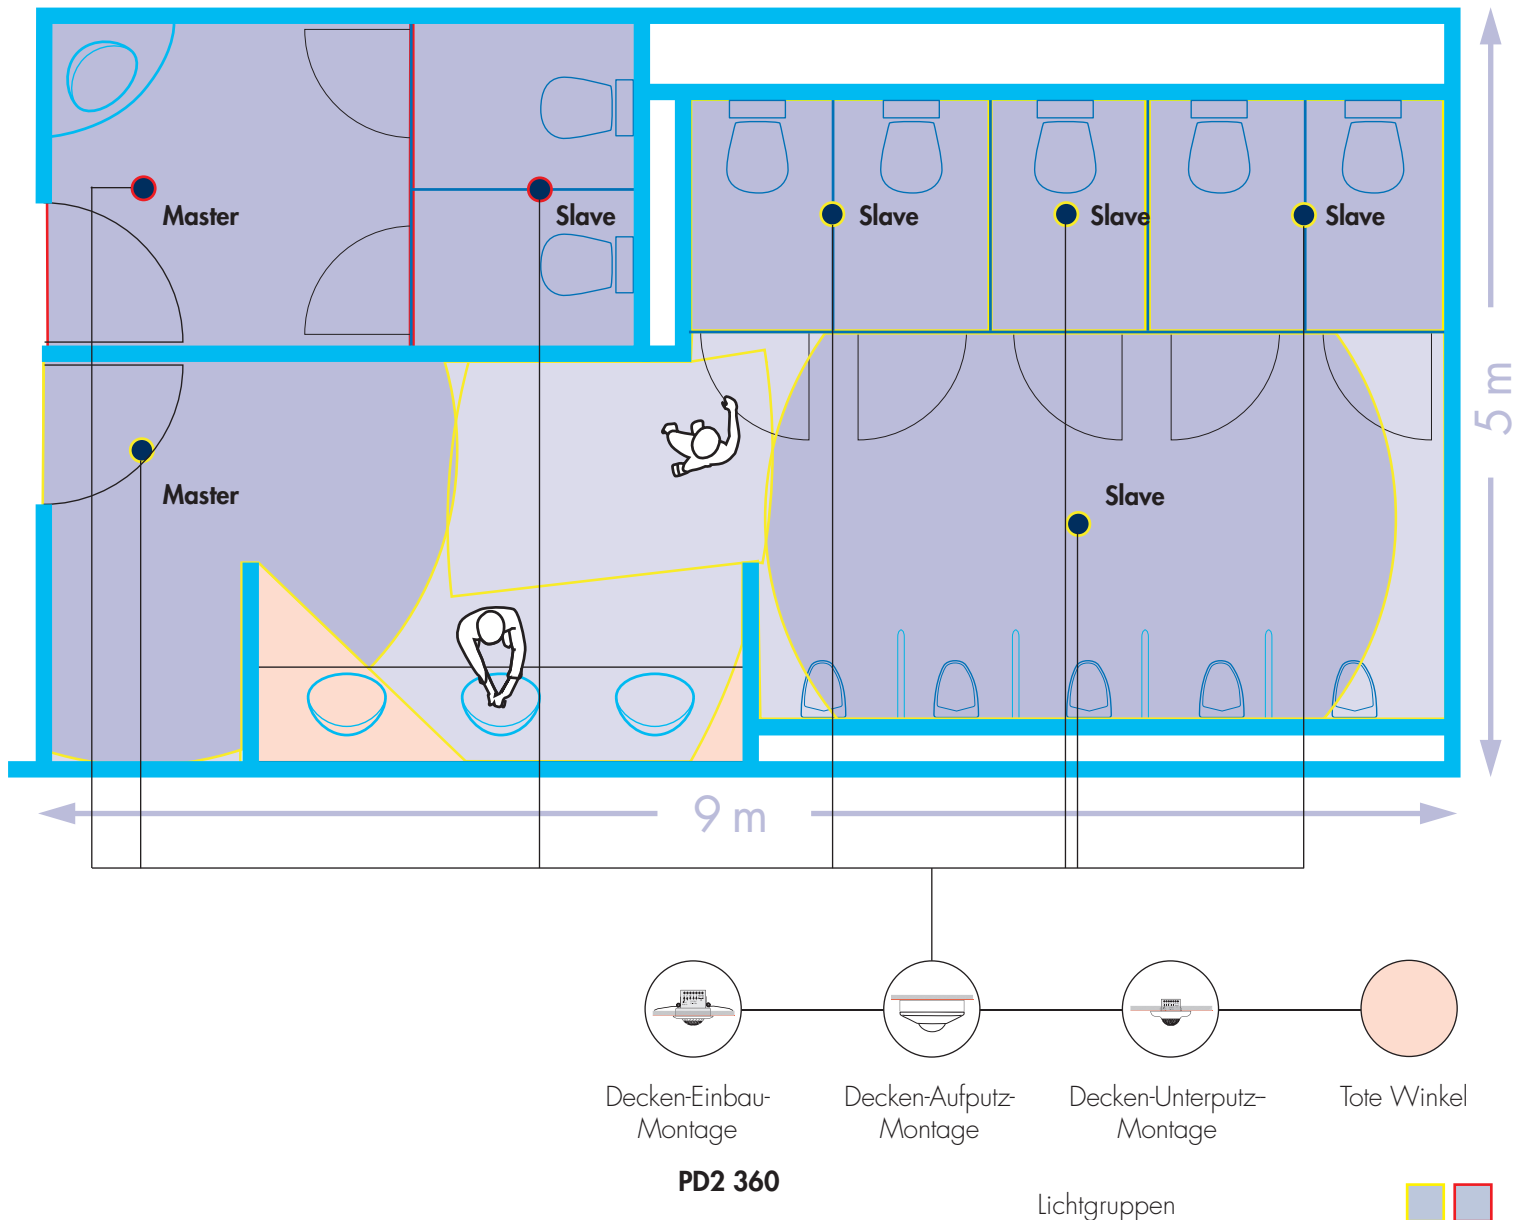 Master
Slave
Slave
Slave
Slave
Master
Slave
5 m
9 m
Decken-Einbau-
Montage
Decken-Aufputz-
Montage
Decken-Unterputz–
Montage
Tote Winkel
PD2 360
Lichtgruppen